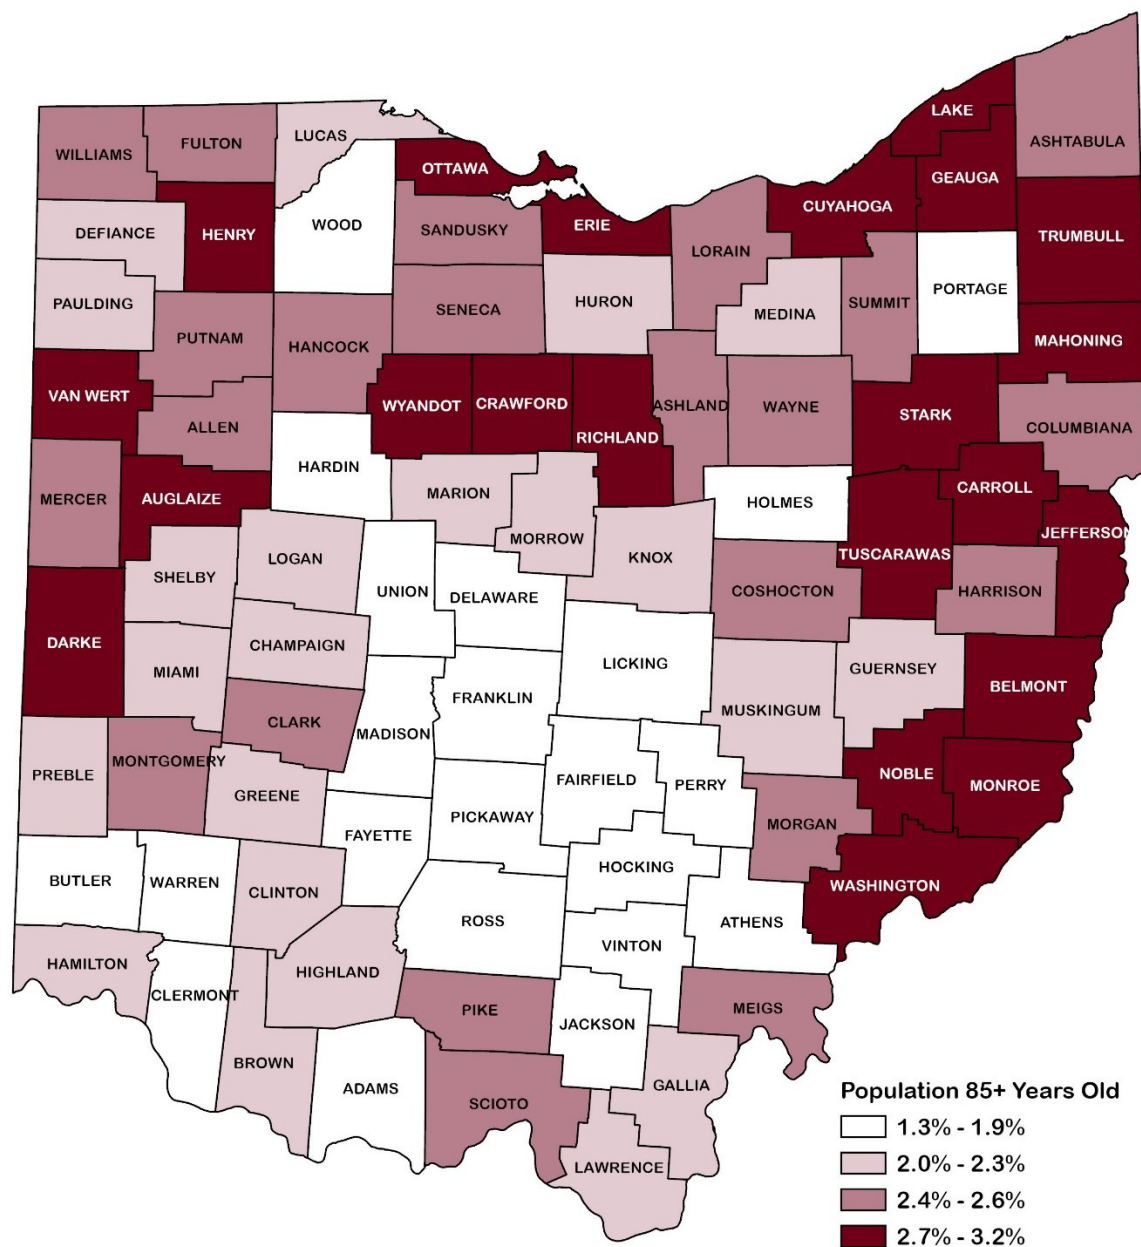 LAKE
ASHTABULA
LUCAS
FULTON
WILLIAMS
OTTAWA
GEAUGA
CUYAHOGA
WOOD
SANDUSKY
ERIE
DEFIANCE
HENRY
TRUMBULL
LORAIN
PORTAGE
PAULDING
SENECA
HURON
MEDINA
SUMMIT
PUTNAM
HANCOCK
MAHONING
VAN WERT
WYANDOT
CRAWFORD
ASHLAND
WAYNE
STARK
ALLEN
RICHLAND
COLUMBIANA
HARDIN
MERCER
AUGLAIZE
MARION
HOLMES
CARROLL
JEFFERSON
MORROW
LOGAN
KNOX
TUSCARAWAS
SHELBY
UNION
DELAWARE
COSHOCTON
HARRISON
DARKE
CHAMPAIGN
MIAMI
LICKING
GUERNSEY
BELMONT
FRANKLIN
MUSKINGUM
CLARK
MADISON
MONTGOMERY
PREBLE
FAIRFIELD
PERRY
NOBLE
MONROE
GREENE
PICKAWAY
MORGAN
FAYETTE
HOCKING
BUTLER
WARREN
CLINTON
WASHINGTON
ROSS
ATHENS
VINTON
HAMILTON
HIGHLAND
CLERMONT
PIKE
MEIGS
JACKSON
BROWN
ADAMS
GALLIA
SCIOTO
LAWRENCE
Population 85+ Years Old
1.3% - 1.9%
2.0% - 2.3%
2.4% - 2.6%
2.7% - 3.2%